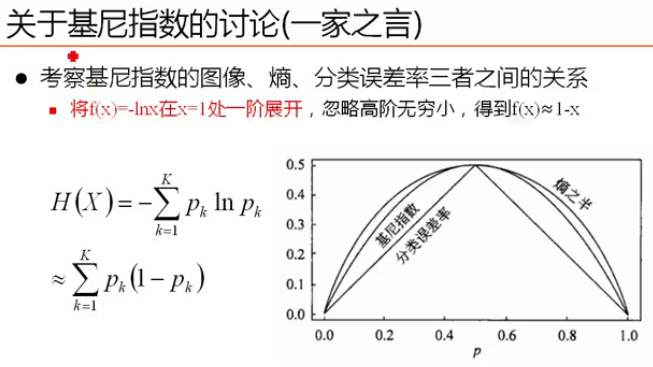 关于基尼指数的讨论(一家之言)
考察基尼指数的图像、熵、分类误差率三者之间的关系
将f(x)=-lnx在x=1处一阶展开，忽略高阶无穷小，得到f(x)≈1-x
H(X)=-∑_{k=1}^{K} p_k ln p_k
≈∑_{k=1}^{K} p_k(1-p_k)
0.5
0.4
0.3
0.2
0.1
0.0
基尼指数
分类误差率
熵之半
0.0 0.2 0.4 0.6 0.8 1.0
p